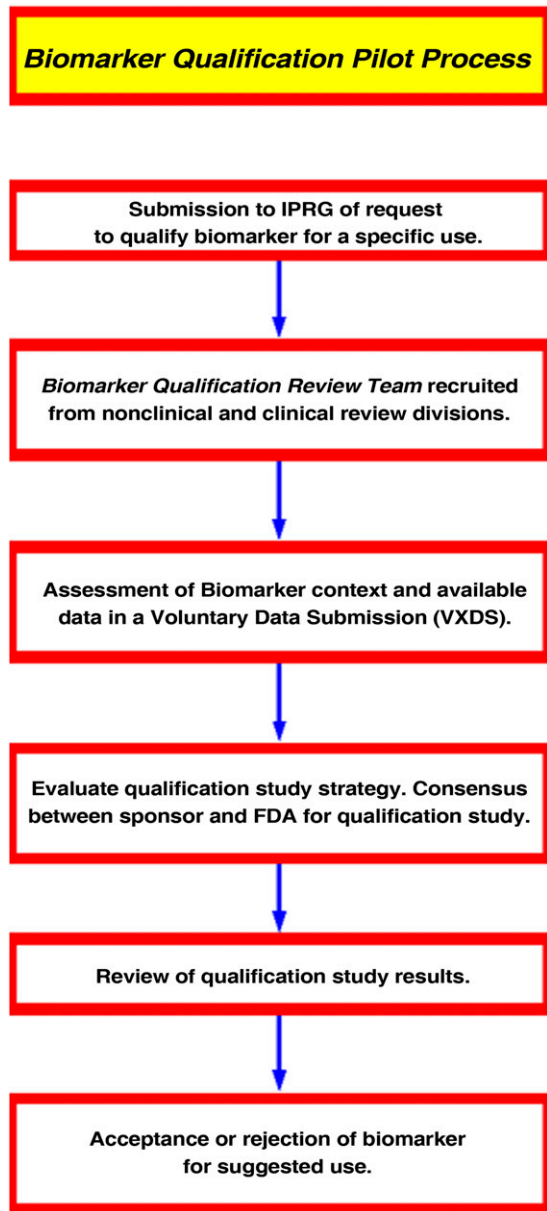 Biomarker Qualification Pilot Process
Submission to IPRG of request
to qualify biomarker for a specific use.
Biomarker Qualification Review Team recruited
from nonclinical and clinical review divisions.
Assessment of Biomarker context and available
data in a Voluntary Data Submission (VXDS).
Evaluate qualification study strategy. Consensus
between sponsor and FDA for qualification study.
Review of qualification study results.
Acceptance or rejection of biomarker
for suggested use.